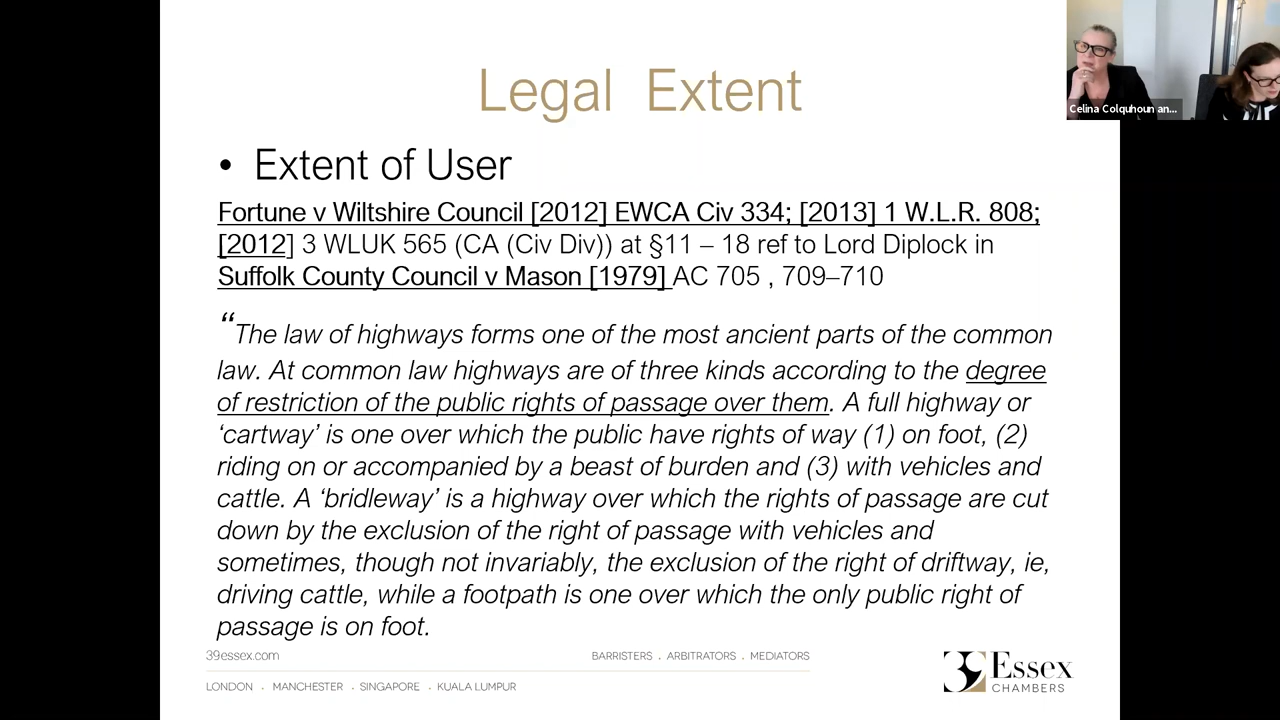 Legal Extent
• Extent of User
Fortune v Wiltshire Council [2012] EWCA Civ 334; [2013] 1 W.L.R. 808;
[2012] 3 WLUK 565 (CA (Civ Div)) at §11 – 18 ref to Lord Diplock in
Suffolk County Council v Mason [1979] AC 705 , 709–710
“The law of highways forms one of the most ancient parts of the common
law. At common law highways are of three kinds according to the degree
of restriction of the public rights of passage over them. A full highway or
‘cartway’ is one over which the public have rights of way (1) on foot, (2)
riding on or accompanied by a beast of burden and (3) with vehicles and
cattle. A ‘bridleway’ is a highway over which the rights of passage are cut
down by the exclusion of the right of passage with vehicles and
sometimes, though not invariably, the exclusion of the right of driftway, ie,
driving cattle, while a footpath is one over which the only public right of
passage is on foot.
39essex.com
BARRISTERS . ARBITRATORS . MEDIATORS
LONDON . MANCHESTER . SINGAPORE . KUALA LUMPUR
39 Essex
CHAMBERS
Celina Colquhoun an...